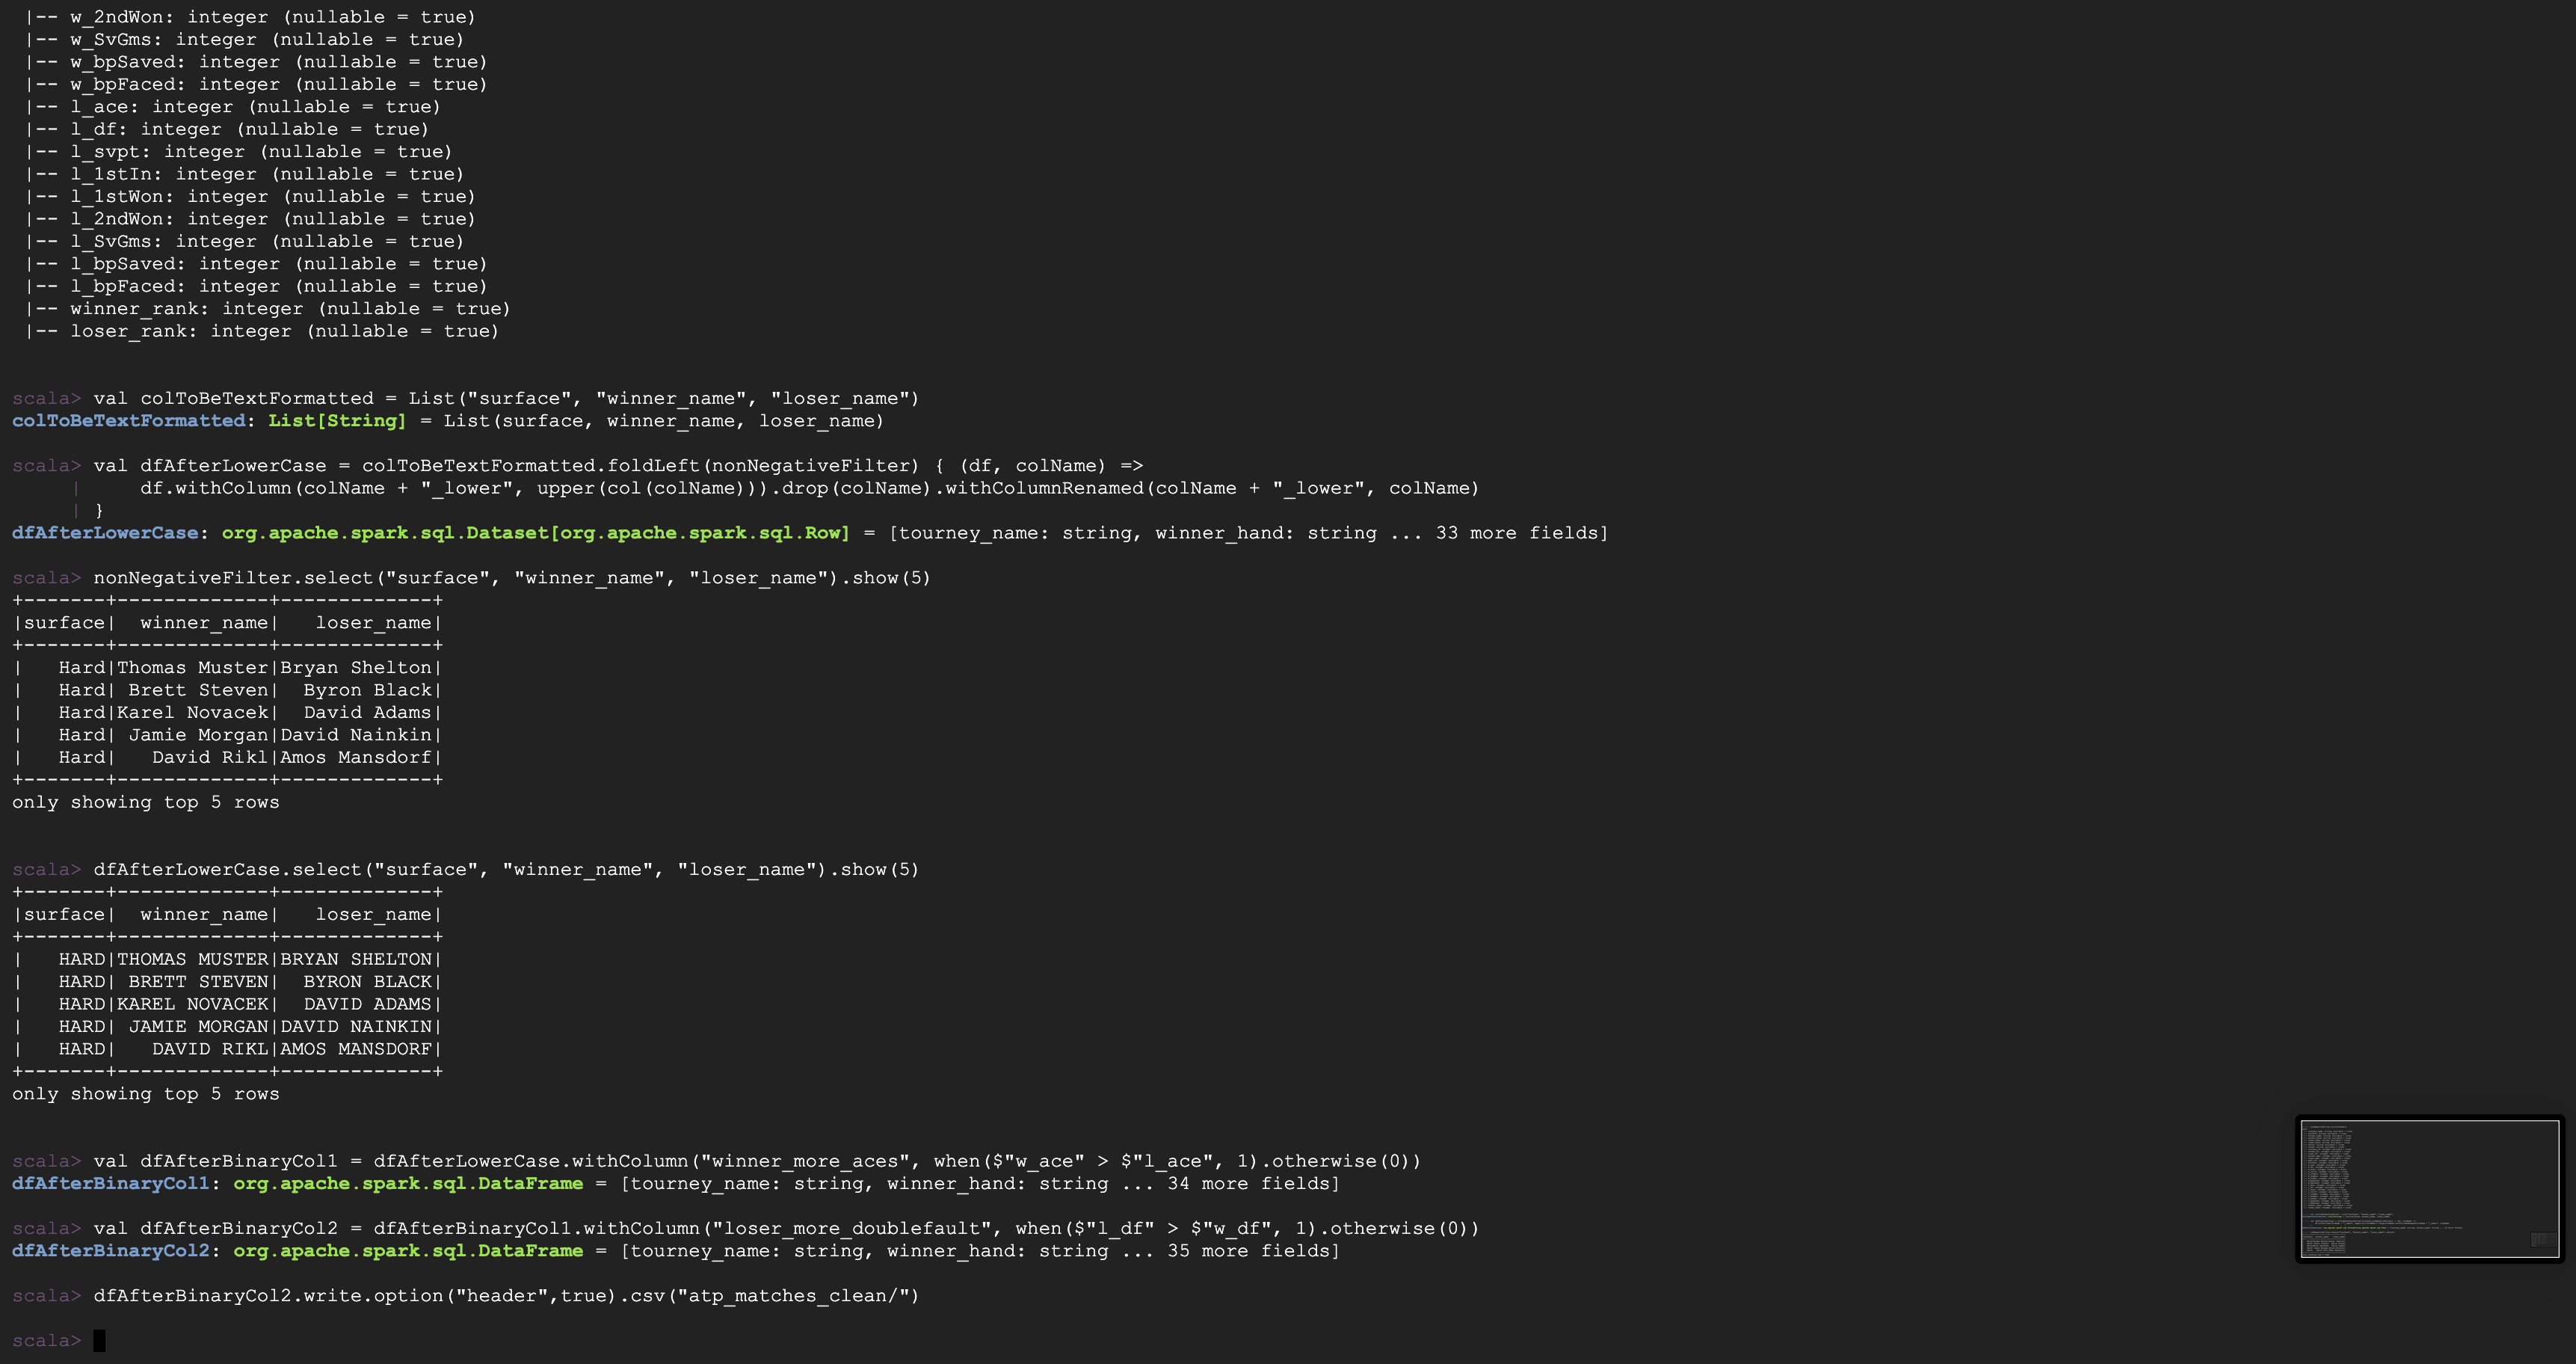 |-- w_2ndWon: integer (nullable = true)
|-- w_SvGms: integer (nullable = true)
|-- w_bpSaved: integer (nullable = true)
|-- w_bpFaced: integer (nullable = true)
|-- l_ace: integer (nullable = true)
|-- l_df: integer (nullable = true)
|-- l_svpt: integer (nullable = true)
|-- l_1stIn: integer (nullable = true)
|-- l_1stWon: integer (nullable = true)
|-- l_2ndWon: integer (nullable = true)
|-- l_SvGms: integer (nullable = true)
|-- l_bpSaved: integer (nullable = true)
|-- l_bpFaced: integer (nullable = true)
|-- winner_rank: integer (nullable = true)
|-- loser_rank: integer (nullable = true)
scala> val colToBeTextFormatted = List("surface", "winner_name", "loser_name")
colToBeTextFormatted: List[String] = List(surface, winner_name, loser_name)
scala> val dfAfterLowerCase = colToBeTextFormatted.foldLeft(nonNegativeFilter) { (df, colName) =>
     |     df.withColumn(colName + "_lower", upper(col(colName))).drop(colName).withColumnRenamed(colName + "_lower", colName)
     | }
dfAfterLowerCase: org.apache.spark.sql.Dataset[org.apache.spark.sql.Row] = [tourney_name: string, winner_hand: string ... 33 more fields]
scala> nonNegativeFilter.select("surface", "winner_name", "loser_name").show(5)
+-------+-------------+-------------+
|surface|  winner_name|   loser_name|
+-------+-------------+-------------+
|   Hard|Thomas Muster|Bryan Shelton|
|   Hard| Brett Steven|  Byron Black|
|   Hard|Karel Novacek|  David Adams|
|   Hard| Jamie Morgan|David Nainkin|
|   Hard|   David Rikl|Amos Mansdorf|
+-------+-------------+-------------+
only showing top 5 rows
scala> dfAfterLowerCase.select("surface", "winner_name", "loser_name").show(5)
+-------+-------------+-------------+
|surface|  winner_name|   loser_name|
+-------+-------------+-------------+
|   HARD|THOMAS MUSTER|BRYAN SHELTON|
|   HARD| BRETT STEVEN|  BYRON BLACK|
|   HARD|KAREL NOVACEK|  DAVID ADAMS|
|   HARD| JAMIE MORGAN|DAVID NAINKIN|
|   HARD|   DAVID RIKL|AMOS MANSDORF|
+-------+-------------+-------------+
only showing top 5 rows
scala> val dfAfterBinaryCol1 = dfAfterLowerCase.withColumn("winner_more_aces", when($"w_ace" > $"l_ace", 1).otherwise(0))
dfAfterBinaryCol1: org.apache.spark.sql.DataFrame = [tourney_name: string, winner_hand: string ... 34 more fields]
scala> val dfAfterBinaryCol2 = dfAfterBinaryCol1.withColumn("loser_more_doublefault", when($"l_df" > $"w_df", 1).otherwise(0))
dfAfterBinaryCol2: org.apache.spark.sql.DataFrame = [tourney_name: string, winner_hand: string ... 35 more fields]
scala> dfAfterBinaryCol2.write.option("header",true).csv("atp_matches_clean/")
scala>